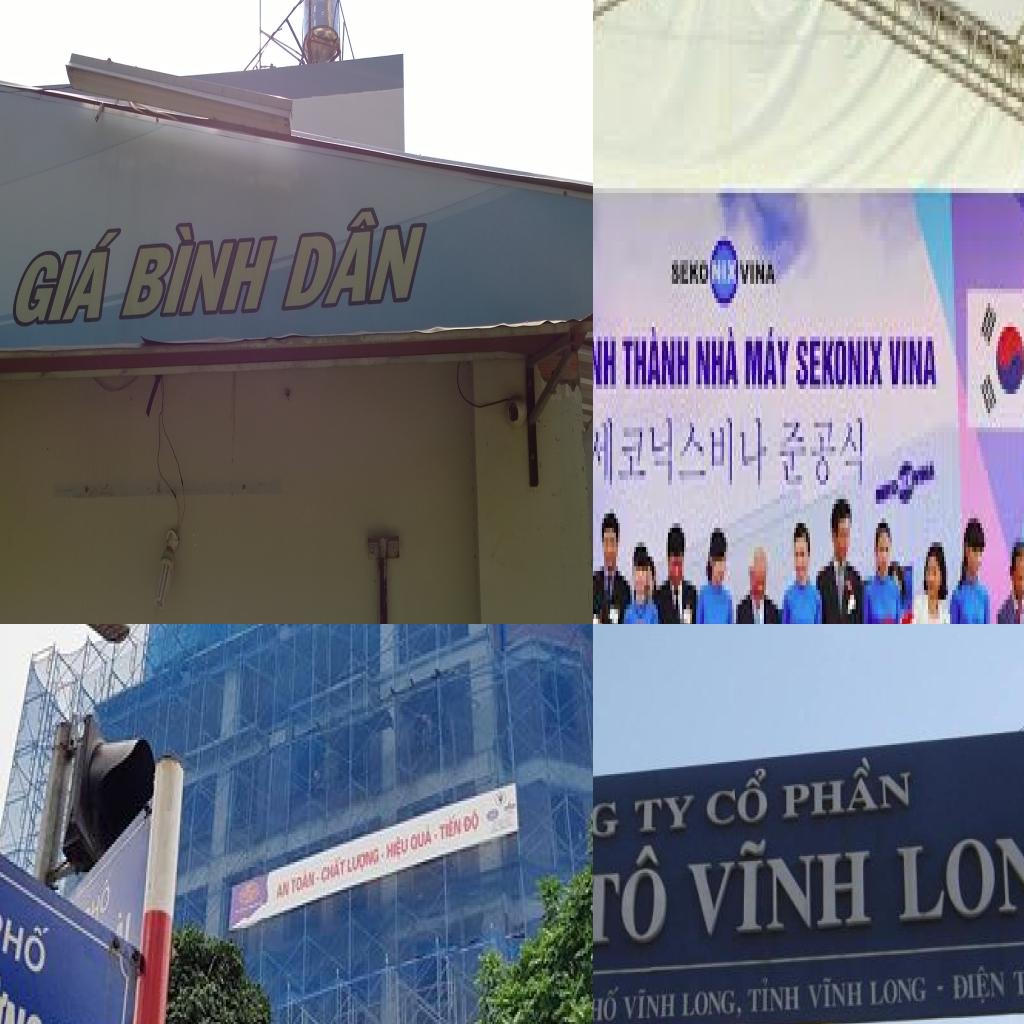 GIÁ BÌNH DÂN
SEKONIX VINA
NH THÀNH NHÀ MÁY SEKONIX VINA
세코닉스비나 준공식
AN TOÀN - CHẤT LƯỢNG - HIỆU QUẢ - TIẾN ĐỘ
PHỐ
G TY CỔ PHẦN
TÔ VĨNH LON
HỐ VĨNH LONG, TỈNH VĨNH LONG - ĐIỆN T